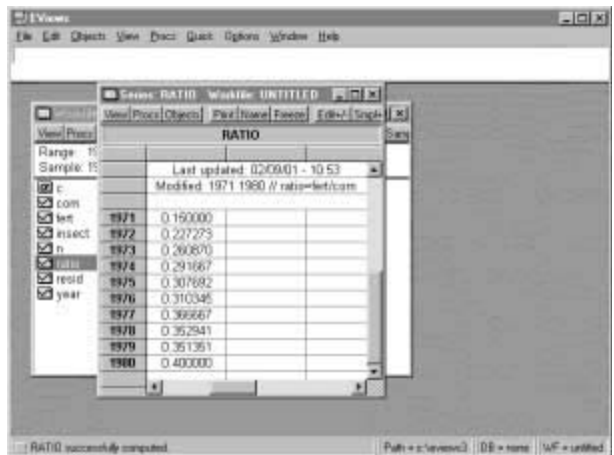 EViews
File Edit Objects View Procs Quick Options Window Help
Series: RATIO Workfile: UNTITLED
View Procs Objects Print Name Freeze Edit+/- Smpl+
RATIO
Last updated: 02/09/01 - 10:53
Modified: 1971 1980 // ratio=fert/com
1971 0.160000
1972 0.227273
1973 0.260870
1974 0.291667
1975 0.307692
1976 0.310345
1977 0.366667
1978 0.352941
1979 0.351351
1980 0.400000
View Procs
Range: 19
Sample: 19
c
com
fert
insect
n
ratio
resid
year
RATIO successfully computed.
Path = c:\eviews3 DB = none WF = untitled